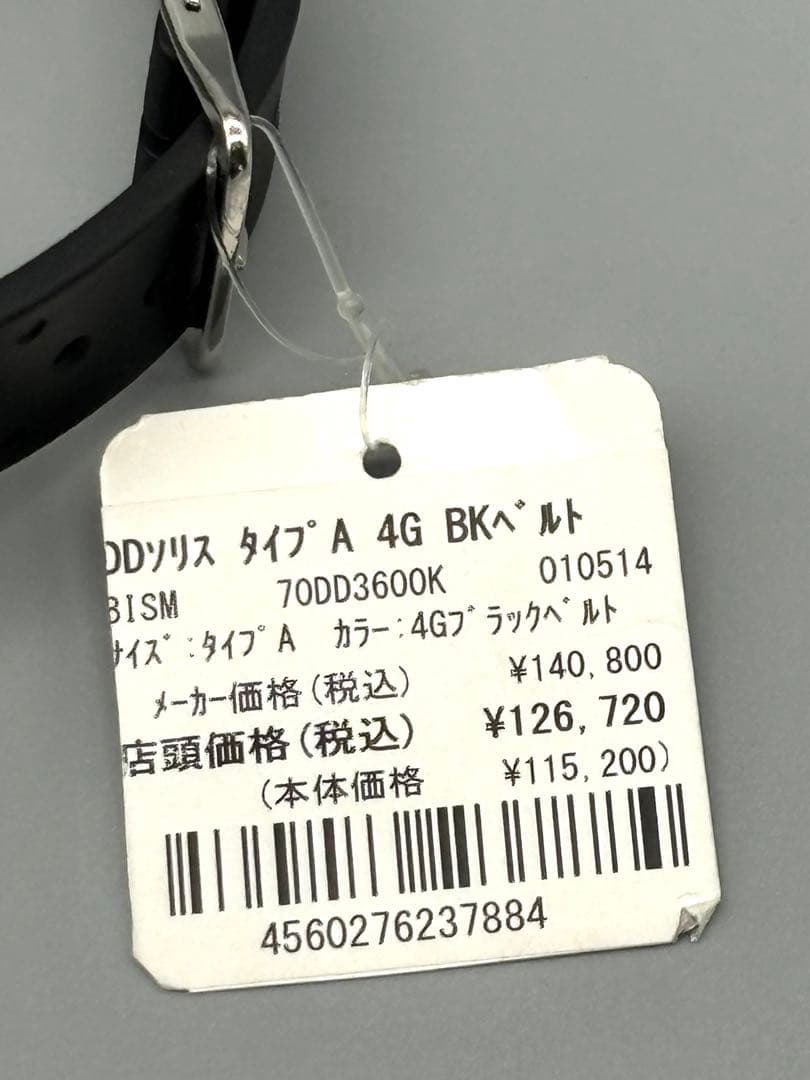 DDソリス タイプA 4G BKベルト
BISM 70DD3600K 010514
サイズ:タイプA カラー:4Gブラックベルト
メーカー価格(税込) ¥140,800
店頭価格(税込) ¥126,720
(本体価格 ¥115,200)
4560276237884